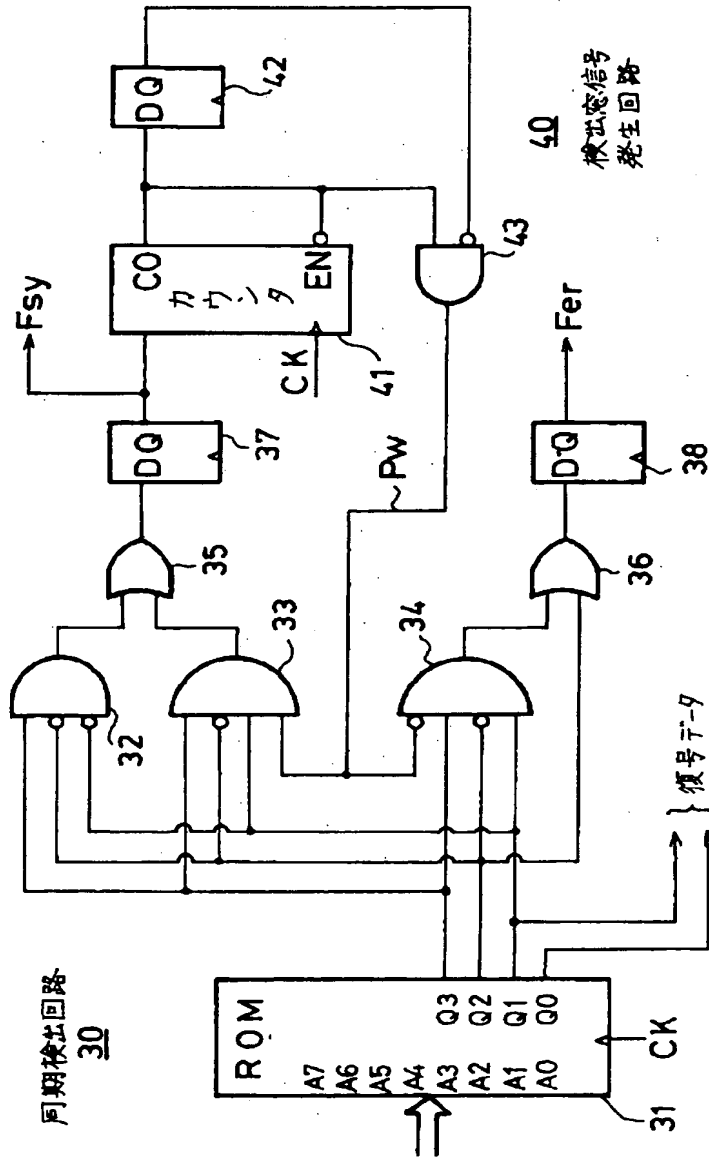 同期検出回路
30
ROM
A7
A6
A5
A4
A3
A2
A1
A0
Q3
Q2
Q1
Q0
CK
31
32
33
34
35
36
37
DQ
38
DQ
Fsy
Fer
Pw
カウンタ
CO
EN
CK
41
DQ
42
43
40
検出窓信号
発生回路
}復号データ